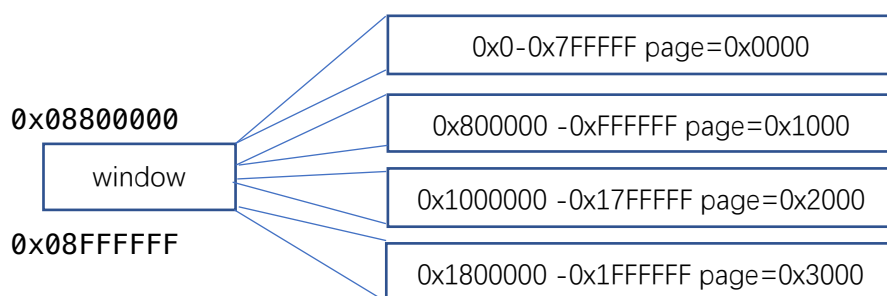 0x0-0x7FFFFF page=0x0000
0x08800000
0x800000 -0xFFFFFF page=0x1000
window
0x1000000 -0x17FFFFF page=0x2000
0x08FFFFFF
0x1800000 -0x1FFFFFF page=0x3000